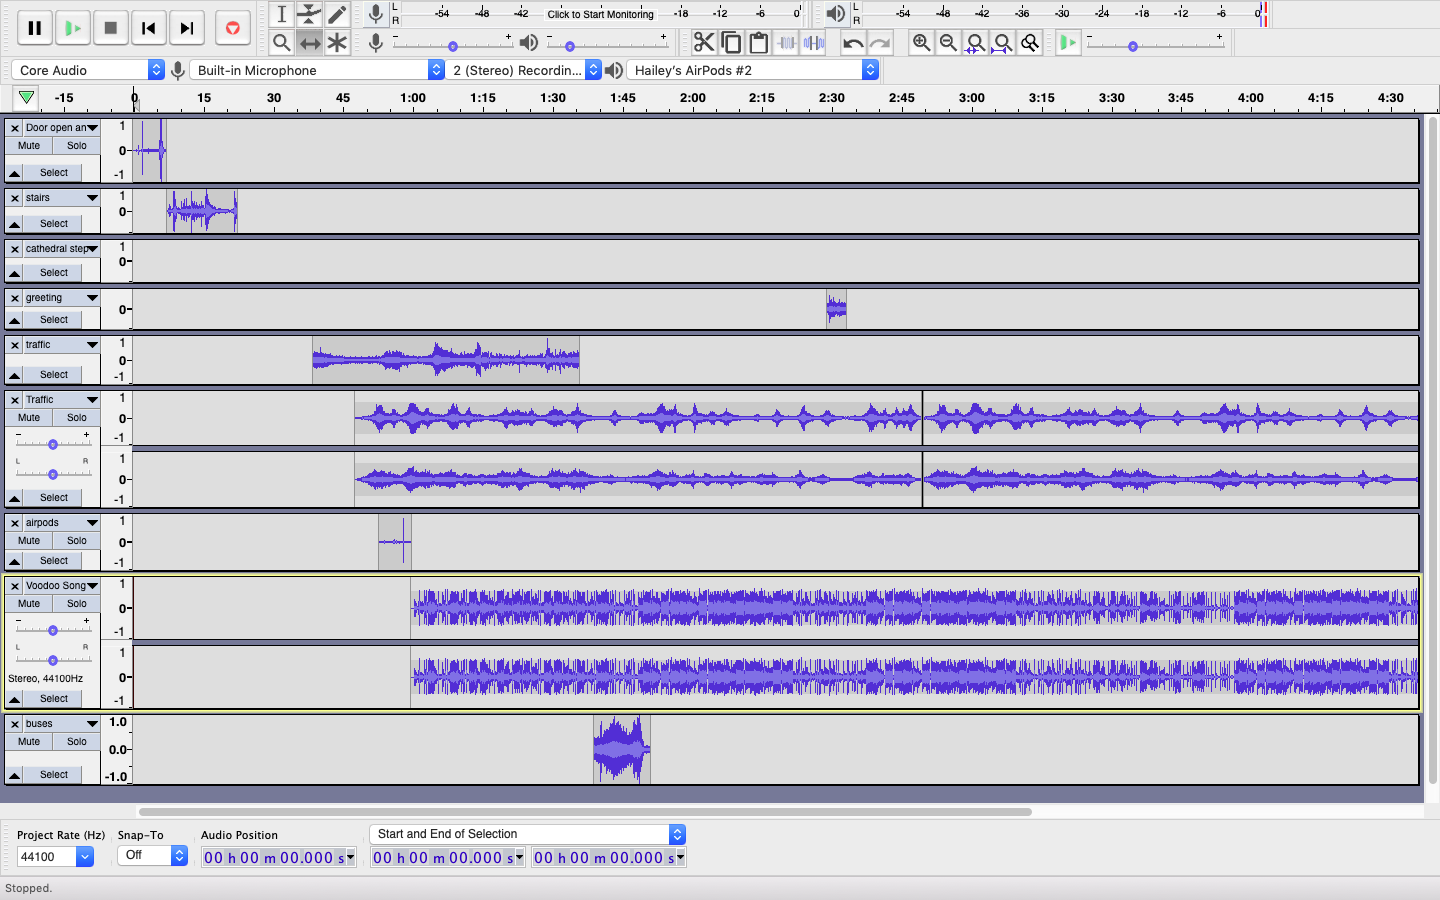 L
R
-54 -48 -42 Click to Start Monitoring -18 -12 -6 0
L
R
-54 -48 -42 -36 -30 -24 -18 -12 -6 0
- + - + - +
Core Audio
Built-in Microphone
2 (Stereo) Recordin...
Hailey's AirPods #2
-15 0 15 30 45 1:00 1:15 1:30 1:45 2:00 2:15 2:30 2:45 3:00 3:15 3:30 3:45 4:00 4:15 4:30
Door open an
Mute Solo
Select
1
0-
-1
stairs
Select
1
0-
cathedral step
Select
1
0-
greeting
Select
0-
traffic
Select
1
0-
-1
Traffic
Mute Solo
- +
L R
Select
1
0-
-1
1
0-
-1
airpods
Mute Solo
Select
1
0-
-1
Voodoo Song
Mute Solo
- +
L R
Stereo, 44100Hz
Select
1
0-
-1
1
0-
-1
buses
Mute Solo
Select
1.0
0.0-
-1.0
Project Rate (Hz) Snap-To Audio Position Start and End of Selection
44100 Off 00 h 00 m 00.000 s 00 h 00 m 00.000 s 00 h 00 m 00.000 s
Stopped.